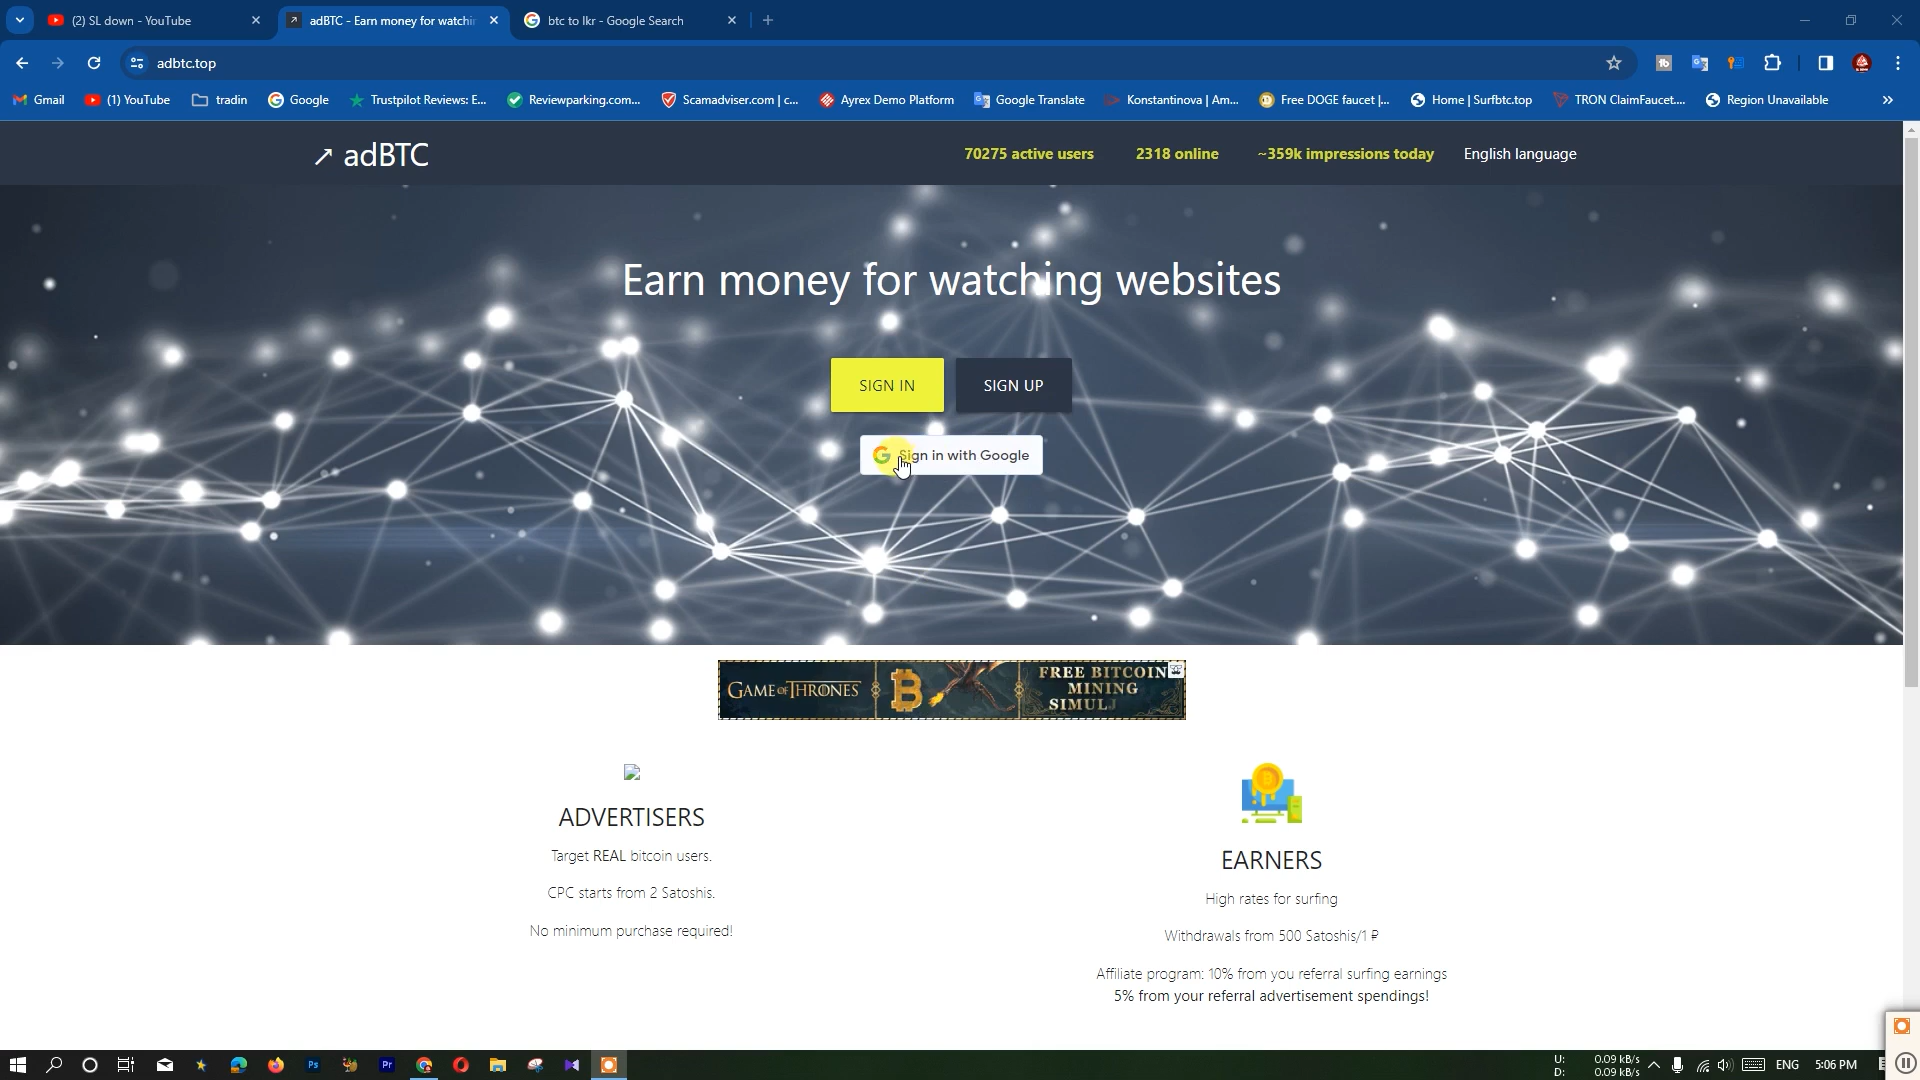 (2) SL down - YouTube
adBTC - Earn money for watchin
btc to lkr - Google Search
adbtc.top
Gmail
(1) YouTube
tradin
Google
Trustpilot Reviews: E...
Reviewparking.com...
Scamadviser.com | c...
Ayrex Demo Platform
Google Translate
Konstantinova | Am...
Free DOGE faucet |...
Home | Surfbtc.top
TRON ClaimFaucet....
Region Unavailable
adBTC
70275 active users
2318 online
~359k impressions today
English language
Earn money for watching websites
SIGN IN
SIGN UP
Sign in with Google
GAME OF THRONES
FREE BITCOIN
MINING
SIMUL
ADVERTISERS
Target REAL bitcoin users.
CPC starts from 2 Satoshis.
No minimum purchase required!
EARNERS
High rates for surfing
Withdrawals from 500 Satoshis/1 ₽
Affiliate program: 10% from you referral surfing earnings
5% from your referral advertisement spendings!
U: 0.09 kB/s
D: 0.09 kB/s
ENG
5:06 PM